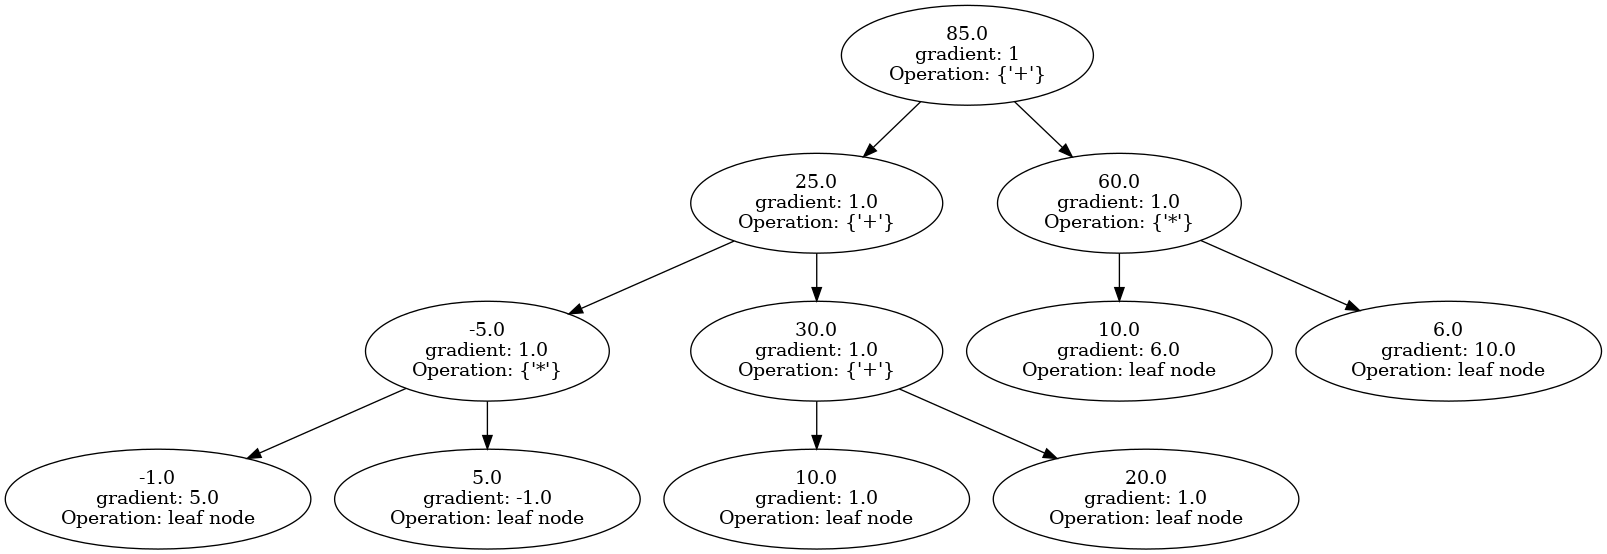 85.0
gradient: 1
Operation: {'+'}
25.0
gradient: 1.0
Operation: {'+'}
60.0
gradient: 1.0
Operation: {'*'}
-5.0
gradient: 1.0
Operation: {'*'}
30.0
gradient: 1.0
Operation: {'+'}
10.0
gradient: 6.0
Operation: leaf node
6.0
gradient: 10.0
Operation: leaf node
-1.0
gradient: 5.0
Operation: leaf node
5.0
gradient: -1.0
Operation: leaf node
10.0
gradient: 1.0
Operation: leaf node
20.0
gradient: 1.0
Operation: leaf node